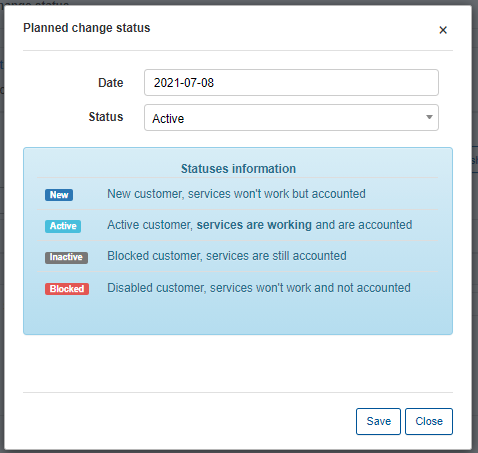 Planned change status
×
Date 2021-07-08
Status Active
Statuses information
New New customer, services won't work but accounted
Active Active customer, services are working and are accounted
Inactive Blocked customer, services are still accounted
Blocked Disabled customer, services won't work and not accounted
Save Close